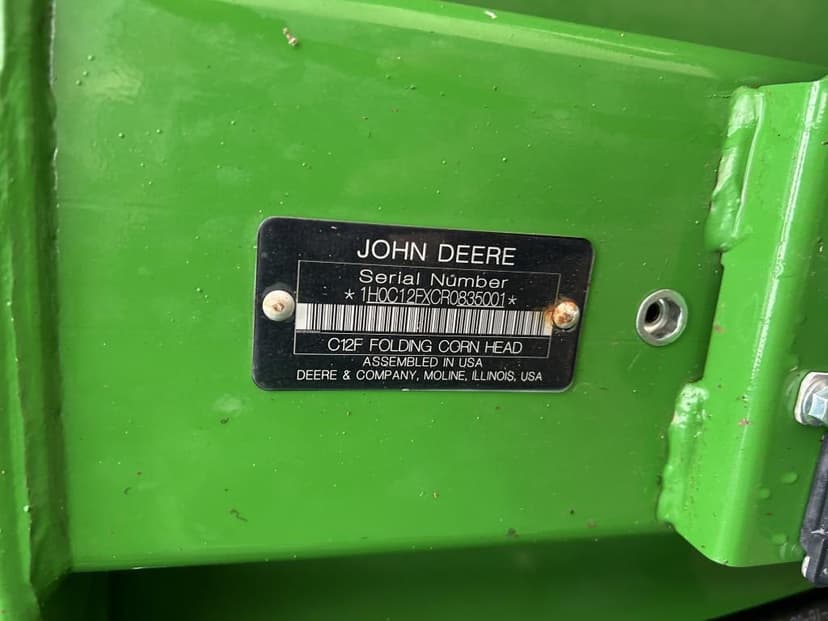 JOHN DEERE
Serial Number
*1H0C12FXCR0835001*
C12F FOLDING CORN HEAD
ASSEMBLED IN USA
DEERE & COMPANY, MOLINE, ILLINOIS, USA